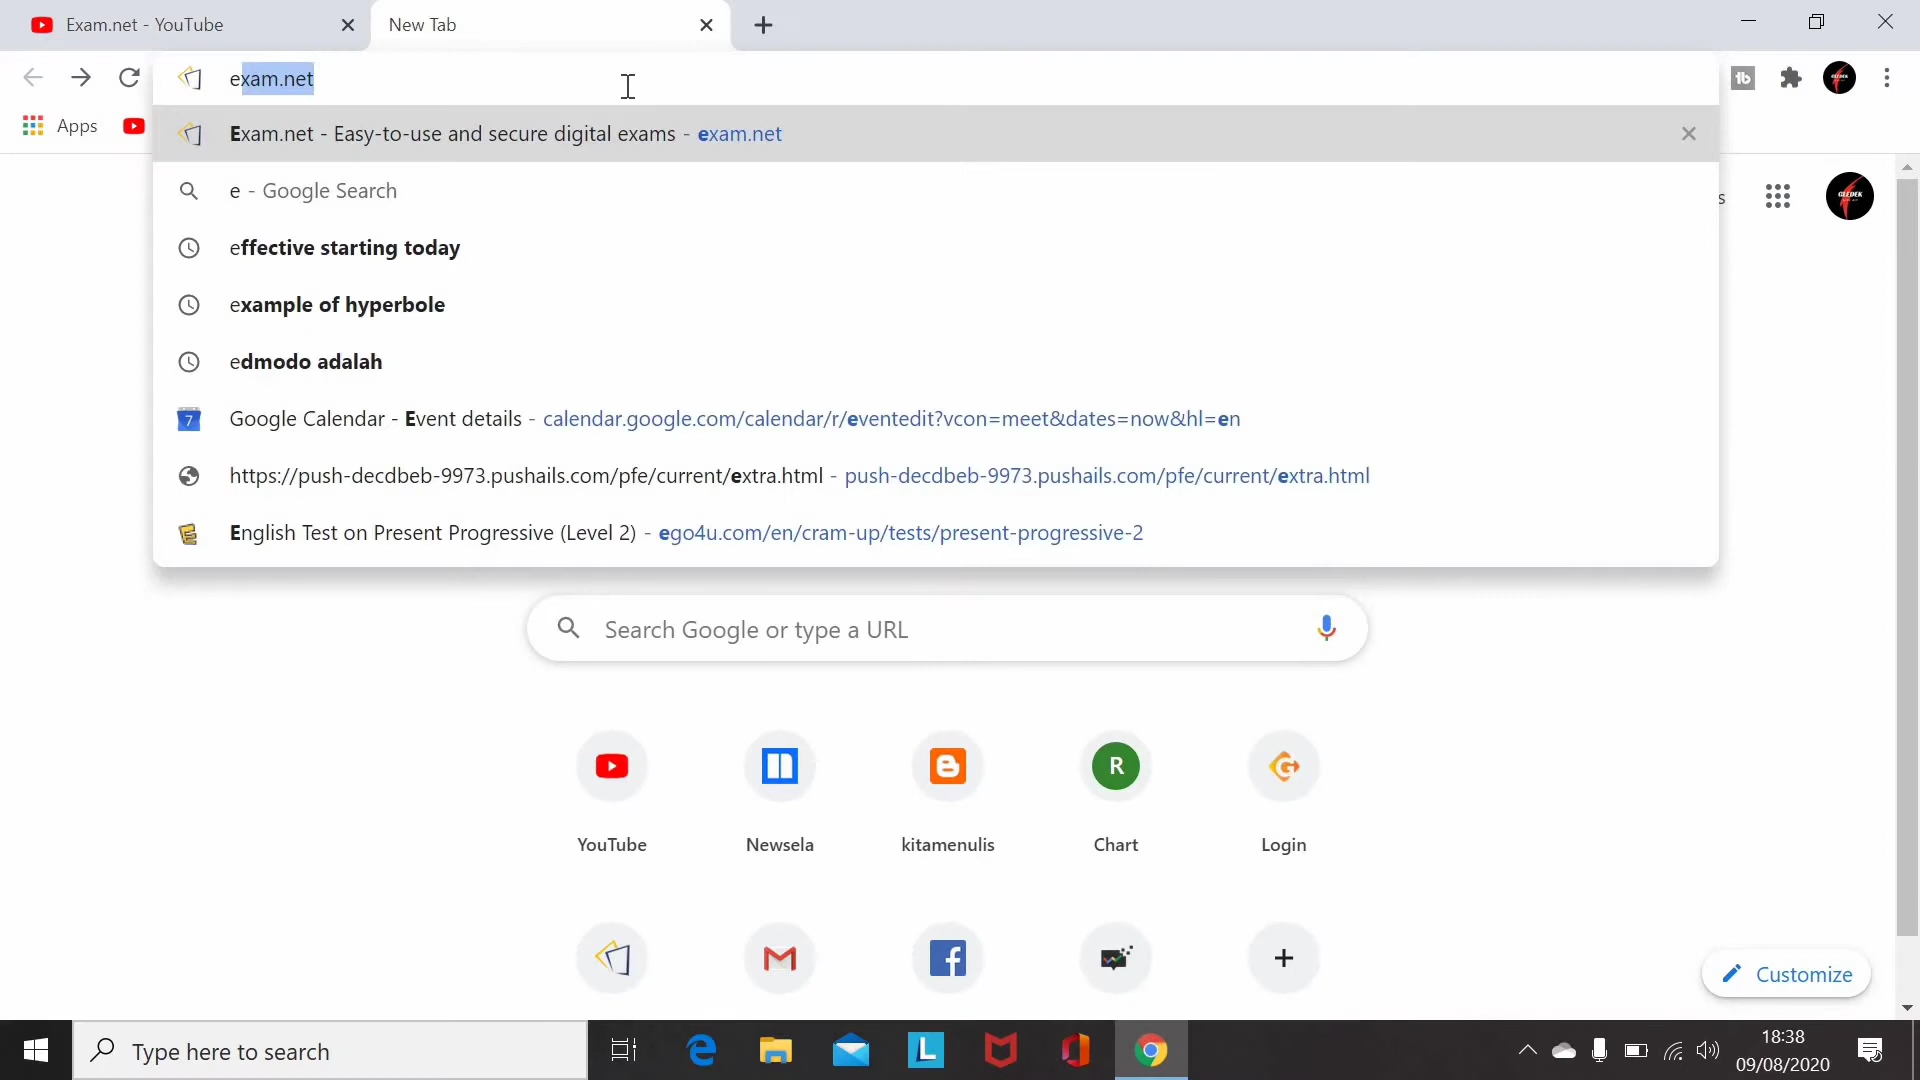 Exam.net - YouTube
New Tab
exam.net
Apps
Exam.net - Easy-to-use and secure digital exams - exam.net
e - Google Search
effective starting today
example of hyperbole
edmodo adalah
7
Google Calendar - Event details - calendar.google.com/calendar/r/eventedit?vcon=meet&dates=now&hl=en
https://push-decdbeb-9973.pushails.com/pfe/current/extra.html - push-decdbeb-9973.pushails.com/pfe/current/extra.html
English Test on Present Progressive (Level 2) - ego4u.com/en/cram-up/tests/present-progressive-2
s
GLEDEK
Search Google or type a URL
R
YouTube
Newsela
kitamenulis
Chart
Login
Customize
Type here to search
L
18:38
09/08/2020